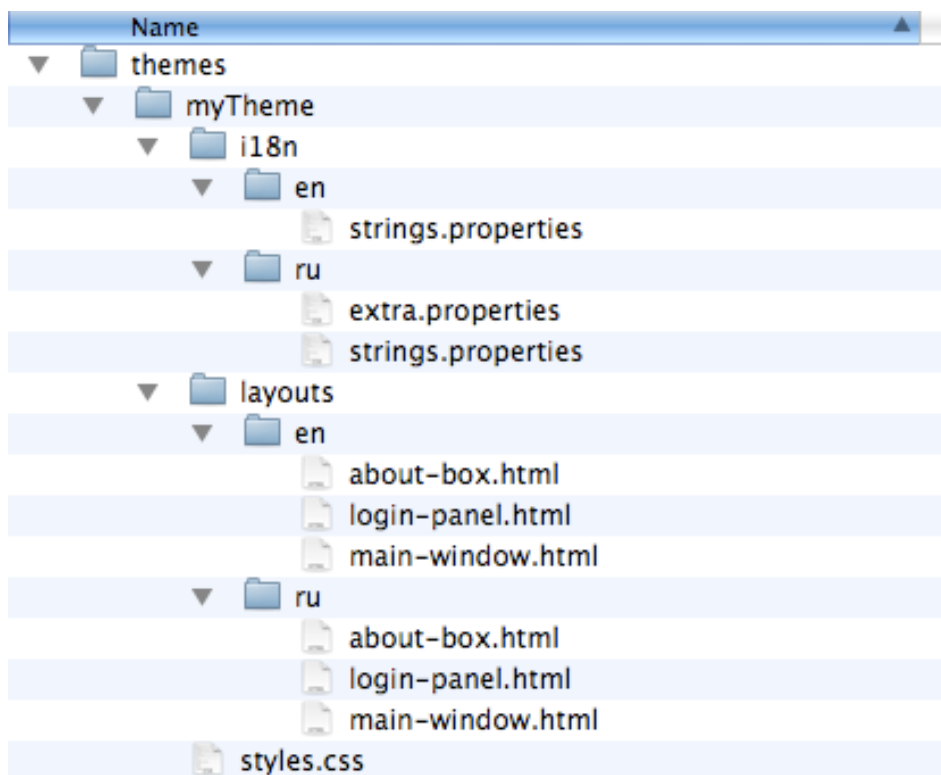 Name
themes
myTheme
i18n
en
strings.properties
ru
extra.properties
strings.properties
layouts
en
about-box.html
login-panel.html
main-window.html
ru
about-box.html
login-panel.html
main-window.html
styles.css